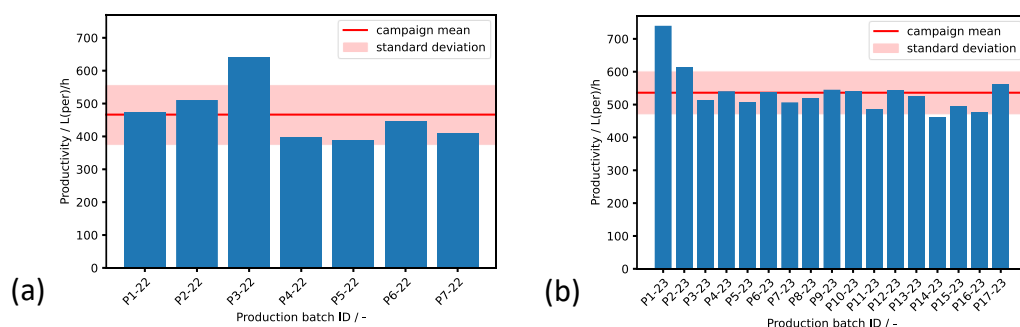 700
600
500
400
300
200
100
0
Productivity / L(per)/h
campaign mean
standard deviation
P1-22
P2-22
P3-22
P4-22
P5-22
P6-22
P7-22
Production batch ID / -
(a)
700
600
500
400
300
200
100
0
Productivity / L(per)/h
campaign mean
standard deviation
P1-23
P2-23
P3-23
P4-23
P5-23
P6-23
P7-23
P8-23
P9-23
P10-23
P11-23
P12-23
P13-23
P14-23
P15-23
P16-23
P17-23
Production batch ID / -
(b)